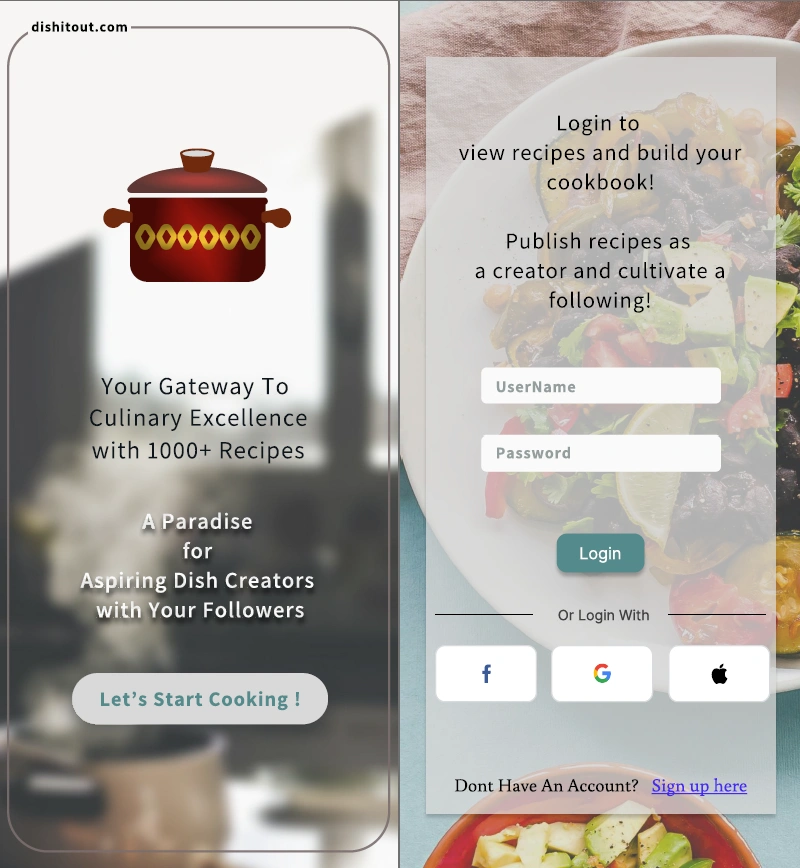 dishitout.com
Your Gateway To
Culinary Excellence
with 1000+ Recipes
A Paradise
for
Aspiring Dish Creators
with Your Followers
Let’s Start Cooking !
Login to
view recipes and build your
cookbook!
Publish recipes as
a creator and cultivate a
following!
UserName
Password
Login
Or Login With
Dont Have An Account? Sign up here